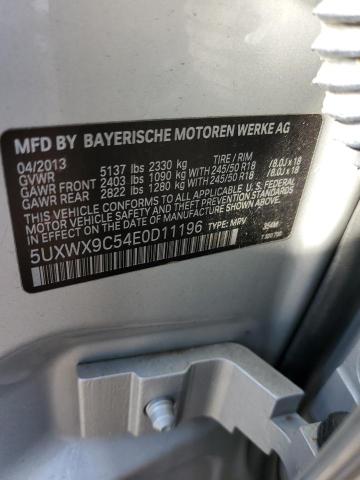 MFD BY BAYERISCHE MOTOREN WERKE AG
04/2013 TIRE / RIM
GVWR 5137 lbs 2330 kg
GAWR FRONT 2403 lbs 1090 kg WITH 245/50 R18 / 8.0J x 18
GAWR REAR 2822 lbs 1280 kg WITH 245/50 R18 / 8.0J x 18
THIS VEHICLE CONFORMS TO ALL APPLICABLE
FEDERAL MOTOR VEHICLE SAFETY, BUMPER,
AND THEFT PREVENTION STANDARDS IN EFFECT
ON THE DATE OF MANUFACTURE SHOWN ABOVE.
5UXWX9C54E0D11196 TYPE: MPV 354M